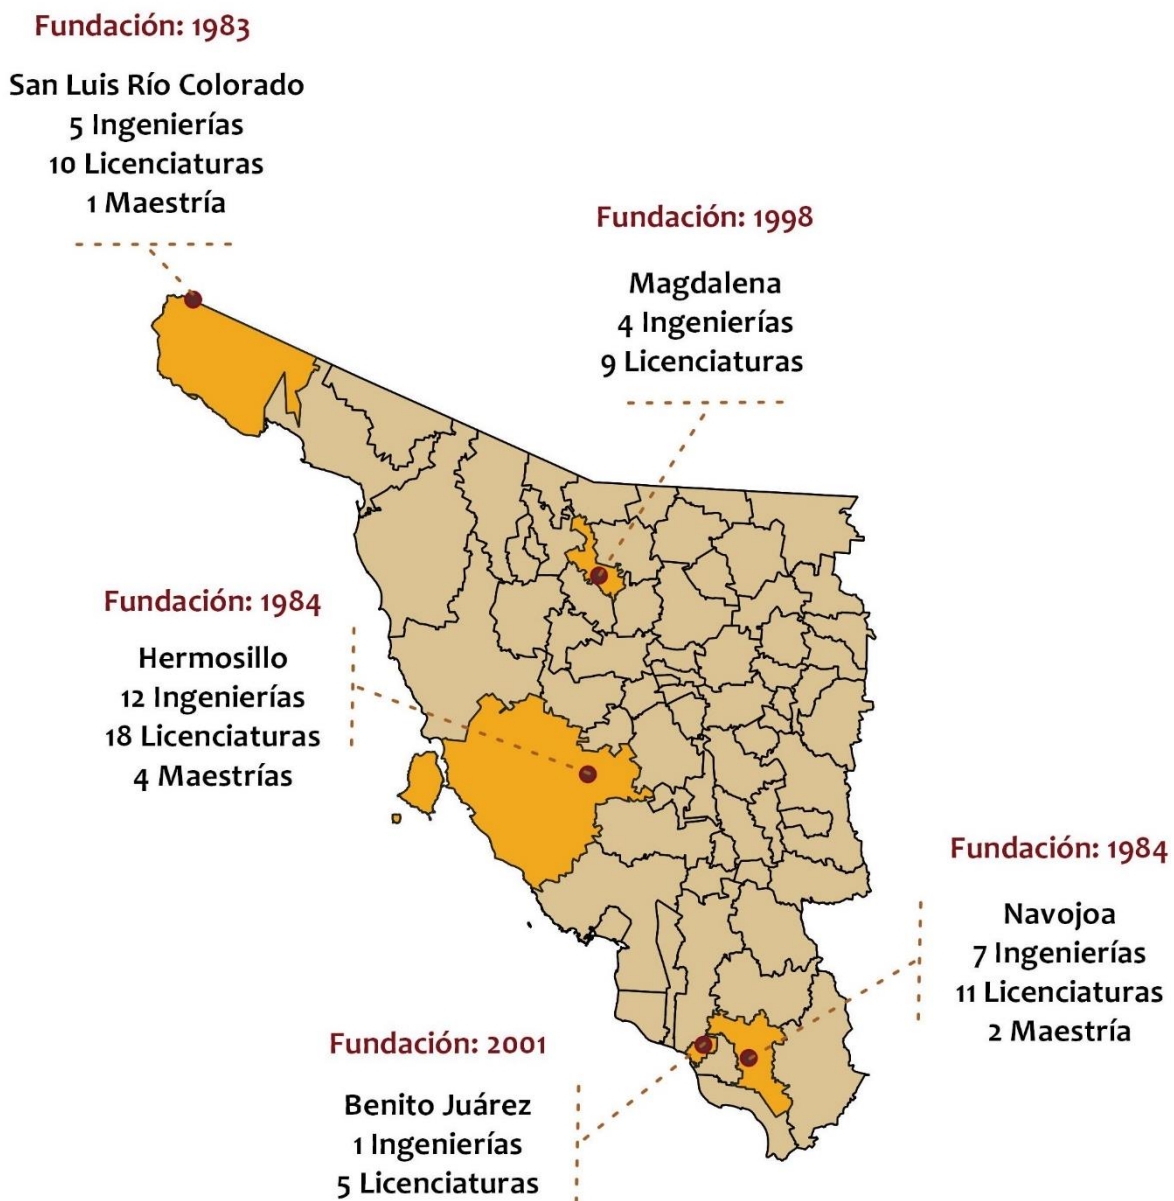 Fundación: 1983
San Luis Río Colorado
5 Ingenierías
10 Licenciaturas
1 Maestría
Fundación: 1998
Magdalena
4 Ingenierías
9 Licenciaturas
Fundación: 1984
Hermosillo
12 Ingenierías
18 Licenciaturas
4 Maestrías
Fundación: 1984
Navojoa
7 Ingenierías
11 Licenciaturas
2 Maestría
Fundación: 2001
Benito Juárez
1 Ingenierías
5 Licenciaturas